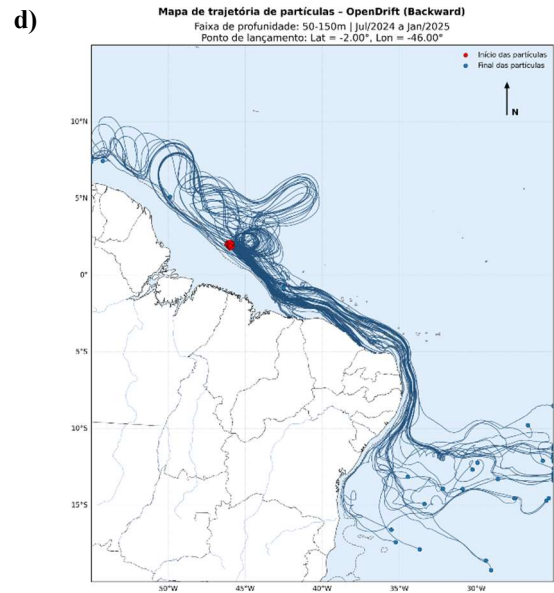 d)
Mapa de trajetória de partículas – OpenDrift (Backward)
Faixa de profundidade: 50-150m | Jul/2024 a Jan/2025
Ponto de lançamento: Lat = -2.00°, Lon = -46.00°
Início das partículas
Final das partículas
N
10°N
5°N
0°
5°S
10°S
15°S
50°W
45°W
40°W
35°W
30°W